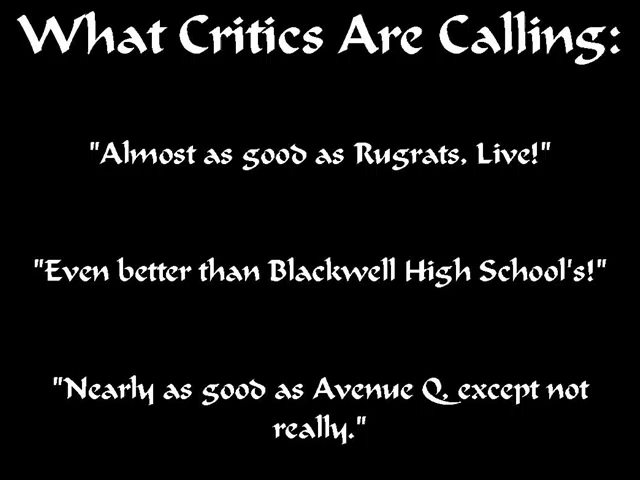 What Critics Are Calling:
"Almost as good as Rugrats, Live!"
"Even better than Blackwell High School's!"
"Nearly as good as Avenue Q, except not
really."